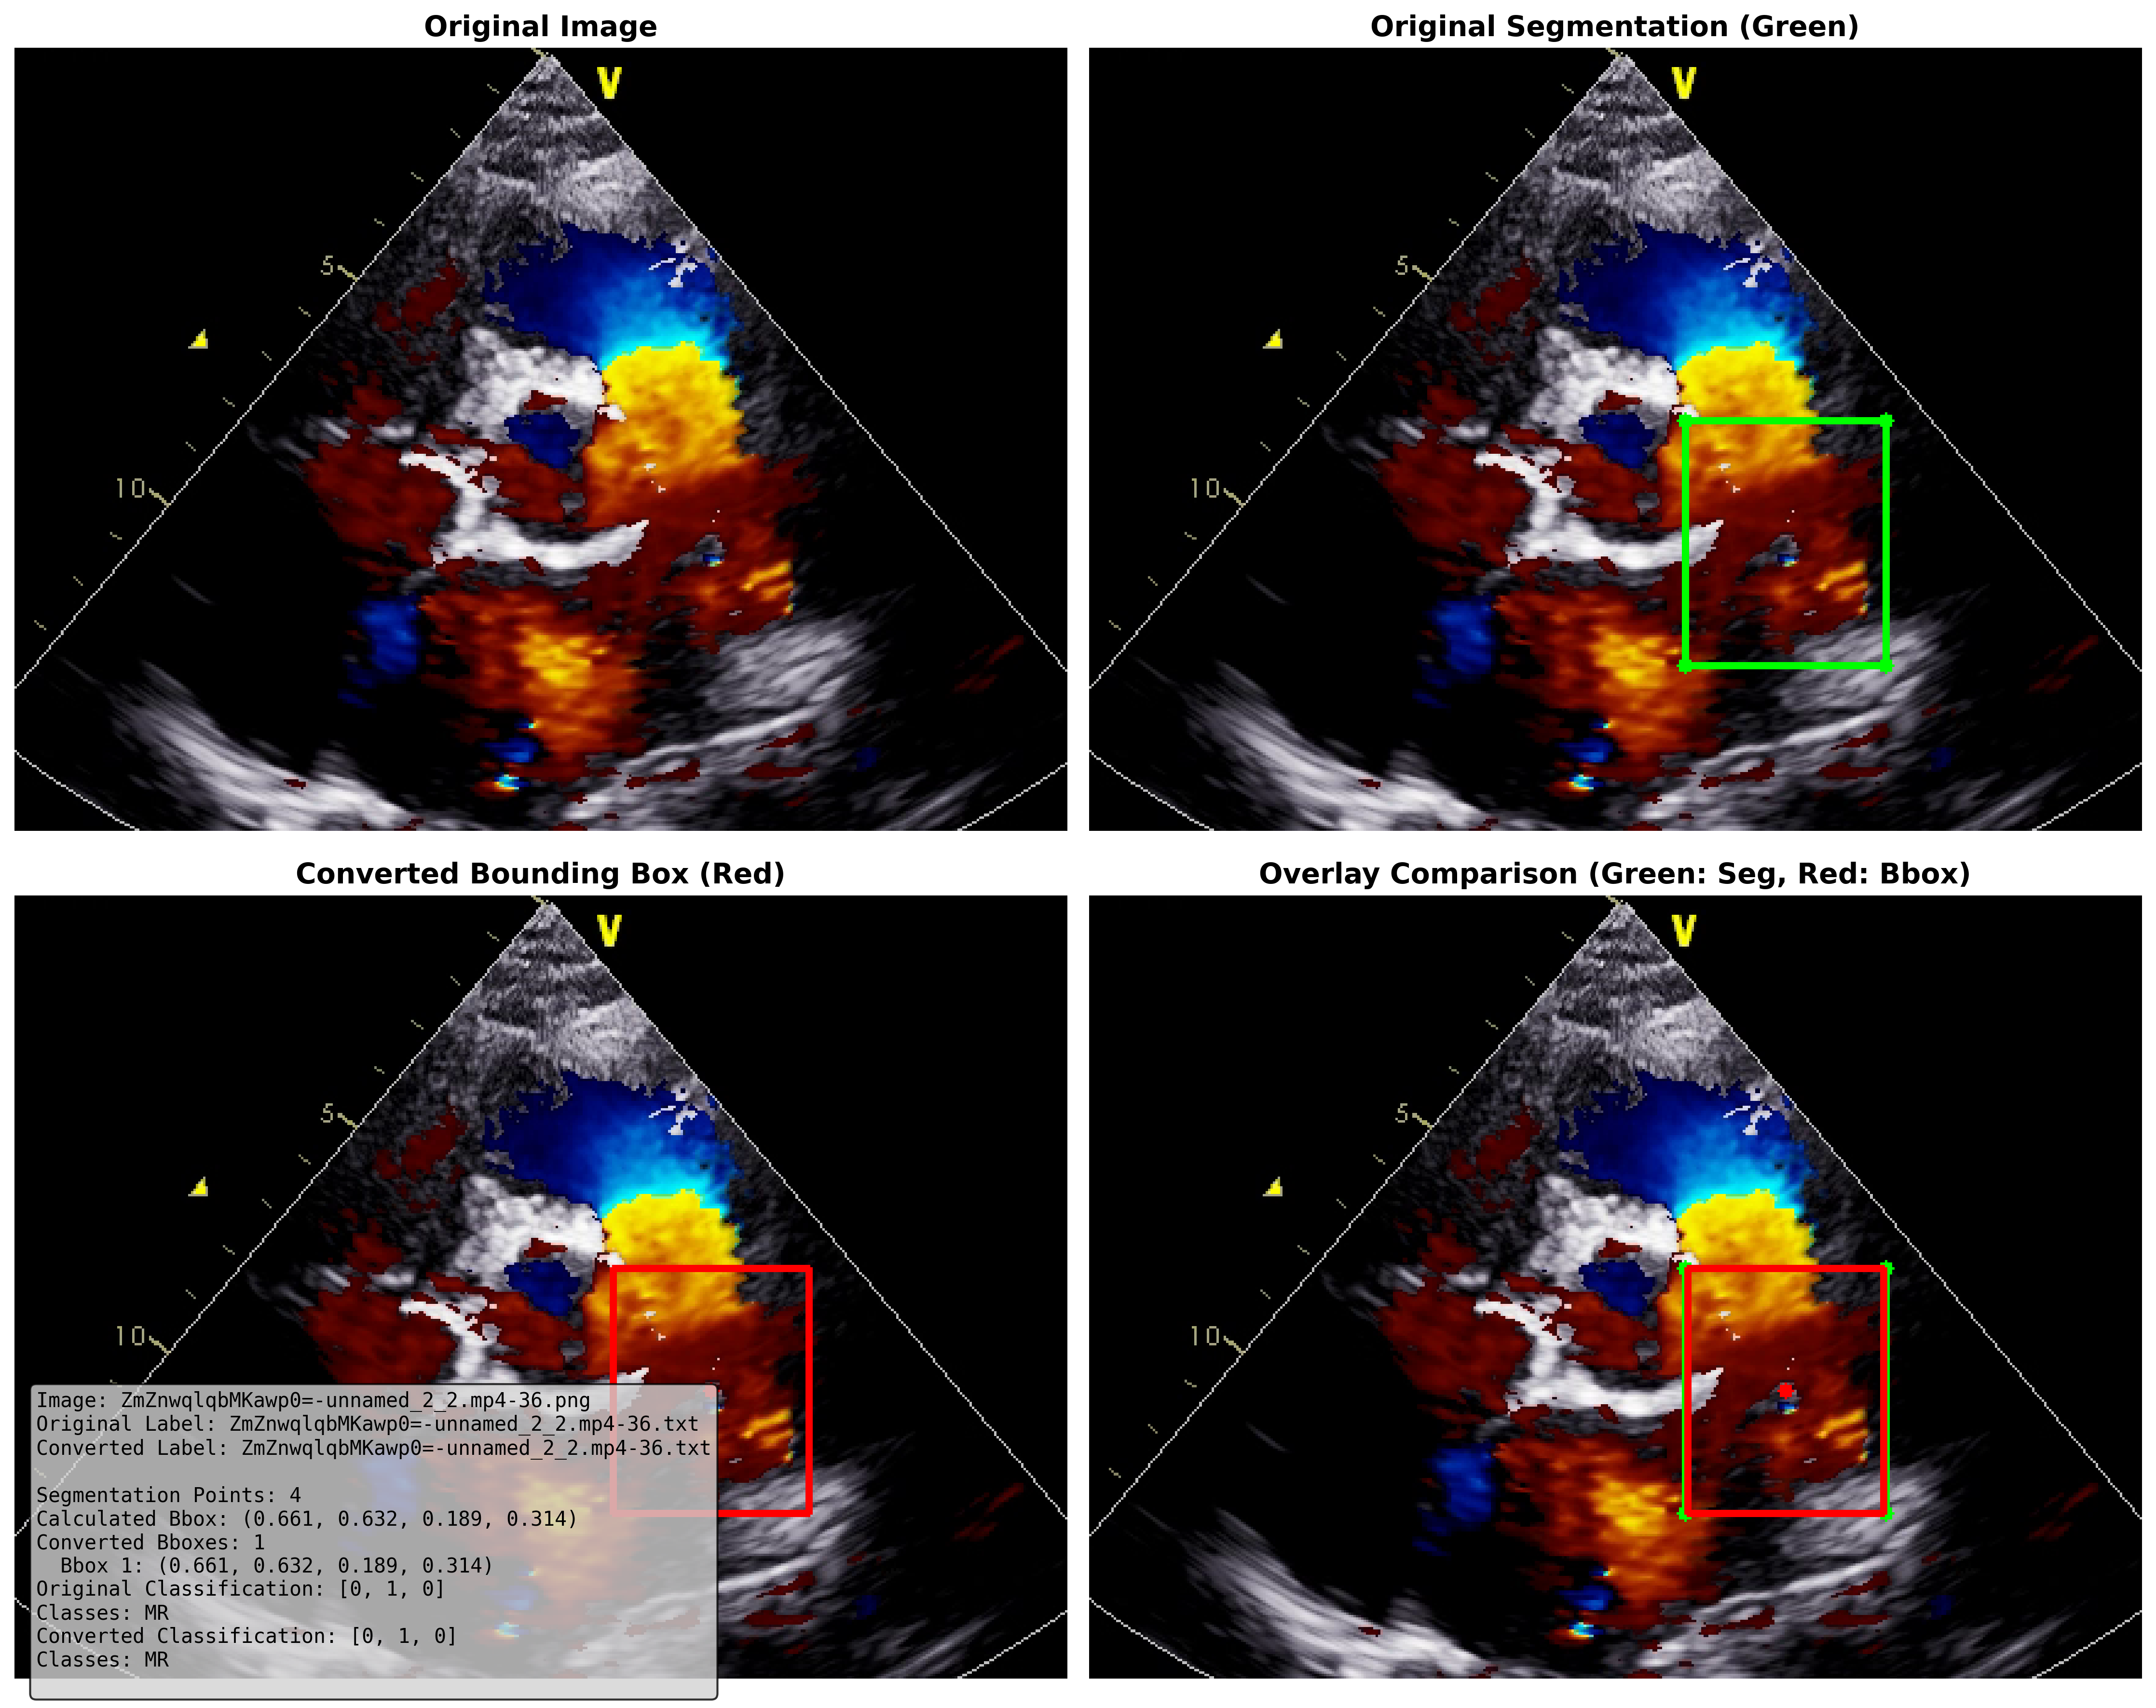 Original Image
Original Segmentation (Green)
V
5
10
V
5
10
Converted Bounding Box (Red)
Overlay Comparison (Green: Seg, Red: Bbox)
V
5
10
V
5
10
Image: ZmZnwqlqbMKawp0=-unnamed_2_2.mp4-36.png
Original Label: ZmZnwqlqbMKawp0=-unnamed_2_2.mp4-36.txt
Converted Label: ZmZnwqlqbMKawp0=-unnamed_2_2.mp4-36.txt
Segmentation Points: 4
Calculated Bbox: (0.661, 0.632, 0.189, 0.314)
Converted Bboxes: 1
Bbox 1: (0.661, 0.632, 0.189, 0.314)
Original Classification: [0, 1, 0]
Classes: MR
Converted Classification: [0, 1, 0]
Classes: MR